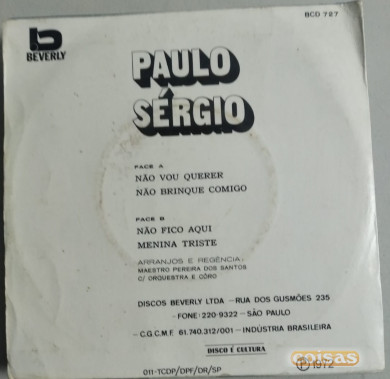 b
BEVERLY
BCD 787
PAULO
SÉRGIO
FACE A
NÃO VOU QUERER
NÃO BRINQUE COMIGO
FACE B
NÃO FICO AQUI
MENINA TRISTE
ARRANJOS E REGÊNCIA:
MAESTRO PEREIRA DOS SANTOS
C/ ORQUESTRA E CÔRO
DISCOS BEVERLY LTDA – RUA DOS GUSMÕES 235
– FONE: 220-9322 – SÃO PAULO
– C.G.C.M.F. 61.740.312/001 – INDÚSTRIA BRASILEIRA
DISCO É CULTURA
coisas
011-TCDP/DPF/DR/SP
Ⓟ 1972